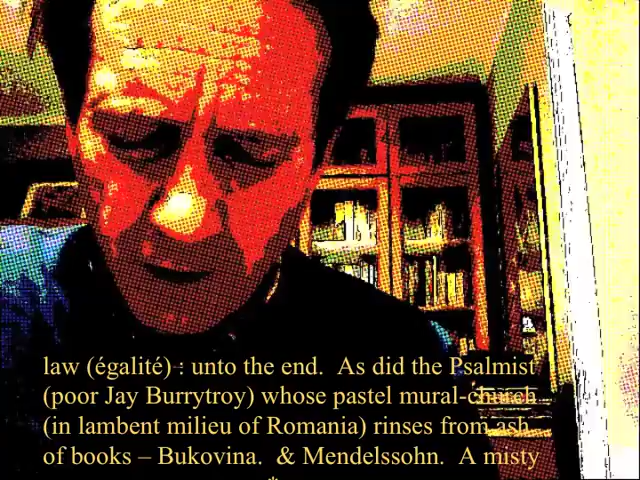 law (égalité) : unto the end.  As did the Psalmist
(poor Jay Burrytroy) whose pastel mural-church
(in lambent milieu of Romania) rinses from ash
of books – Bukovina.  & Mendelssohn.  A misty
*